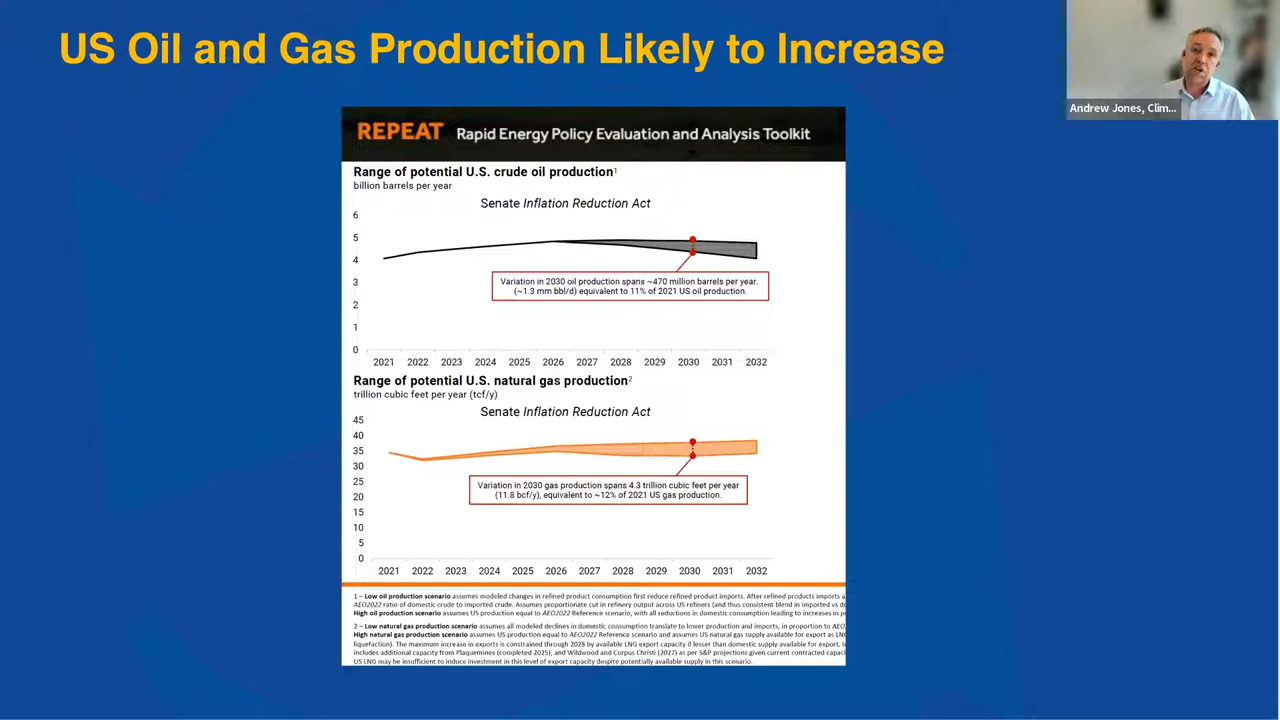 US Oil and Gas Production Likely to Increase
Andrew Jones, Clim...
REPEAT Rapid Energy Policy Evaluation and Analysis Toolkit
Range of potential U.S. crude oil production¹
billion barrels per year
Senate Inflation Reduction Act
6
5
4
3
2
1
0
Variation in 2030 oil production spans ~470 million barrels per year.
(~1.3 mm bbl/d) equivalent to 11% of 2021 US oil production.
2021 2022 2023 2024 2025 2026 2027 2028 2029 2030 2031 2032
Range of potential U.S. natural gas production²
trillion cubic feet per year (tcf/y)
Senate Inflation Reduction Act
45
40
35
30
25
20
15
10
5
0
Variation in 2030 gas production spans 4.3 trillion cubic feet per year
(11.8 bcf/y), equivalent to ~12% of 2021 US gas production.
2021 2022 2023 2024 2025 2026 2027 2028 2029 2030 2031 2032
1 – Low oil production scenario assumes modeled changes in refined product consumption first reduce refined product imports. After refined products imports a
AEO2022 ratio of domestic crude to imported crude. Assumes proportionate cut in refinery output across US refiners (and thus consistent blend in imported vs d
High oil production scenario assumes US production equal to AEO2022 Reference scenario, with all reductions in domestic consumption leading to increases in
2 – Low natural gas production scenario assumes all modeled declines in domestic consumption translate to lower production and imports, in proportion to AEO
High natural gas production scenario assumes US production equal to AEO2022 Reference scenario and assumes US natural gas supply available for export as LNG
liquefaction). The maximum increase in exports is constrained through 2028 by available LNG export capacity if lesser than domestic supply available for export.
includes additional capacity from Plaquemines (completed 2025), and Wildwood and Corpus Christi (2027) as per S&P projections given current contracted capaci
US LNG may be insufficient to induce investment in this level of export capacity despite potentially available supply in this scenario.